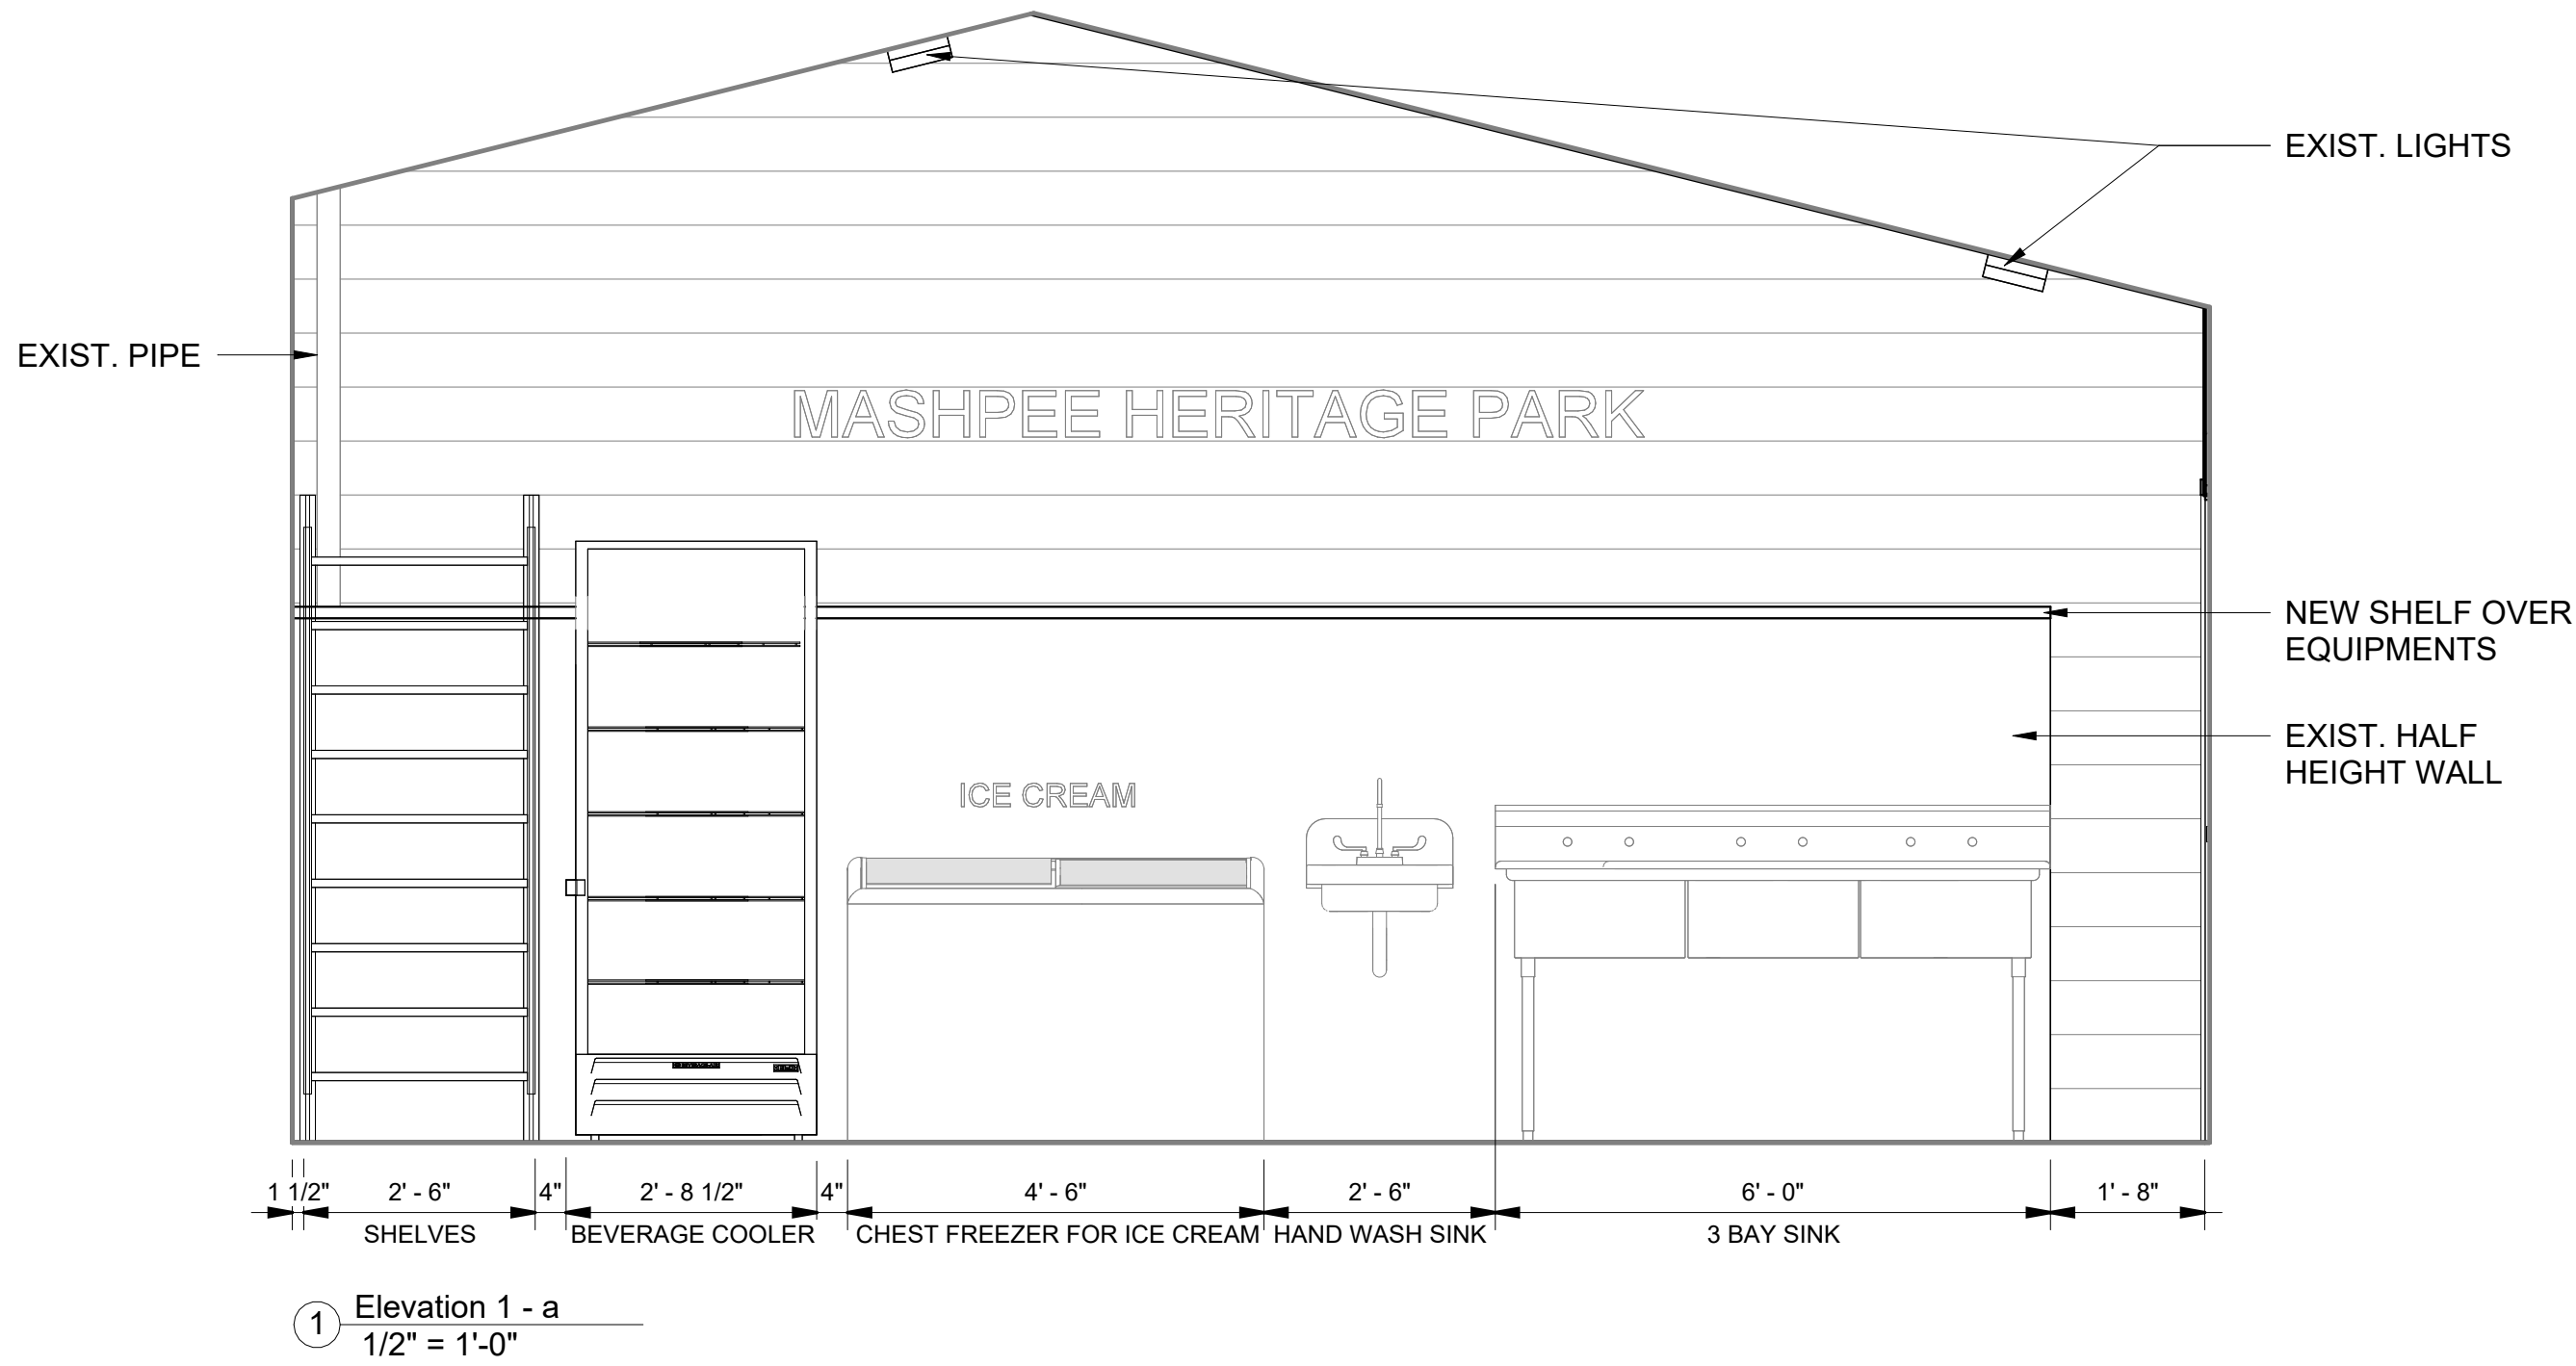 EXIST. LIGHTS
EXIST. PIPE
MASHPEE HERITAGE PARK
NEW SHELF OVER
EQUIPMENTS
EXIST. HALF
HEIGHT WALL
ICE CREAM
1 1/2" 2' - 6" 4" 2' - 8 1/2" 4" 4' - 6" 2' - 6" 6' - 0" 1' - 8"
SHELVES BEVERAGE COOLER CHEST FREEZER FOR ICE CREAM HAND WASH SINK 3 BAY SINK
1 Elevation 1 - a
1/2" = 1'-0"